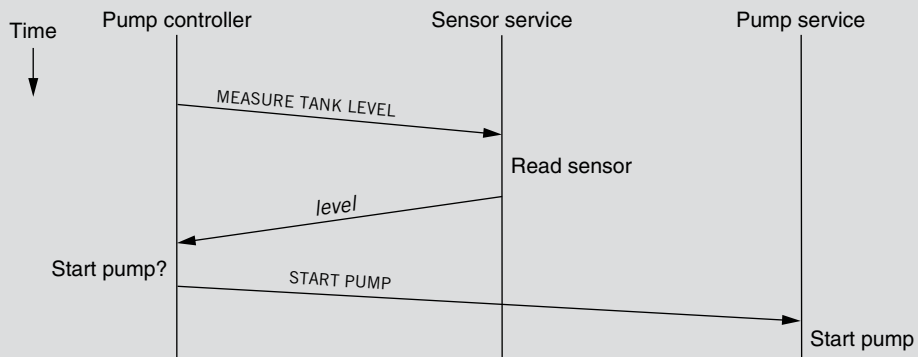 Pump controller
Sensor service
Pump service
Time
MEASURE TANK LEVEL
Read sensor
level
Start pump?
START PUMP
Start pump